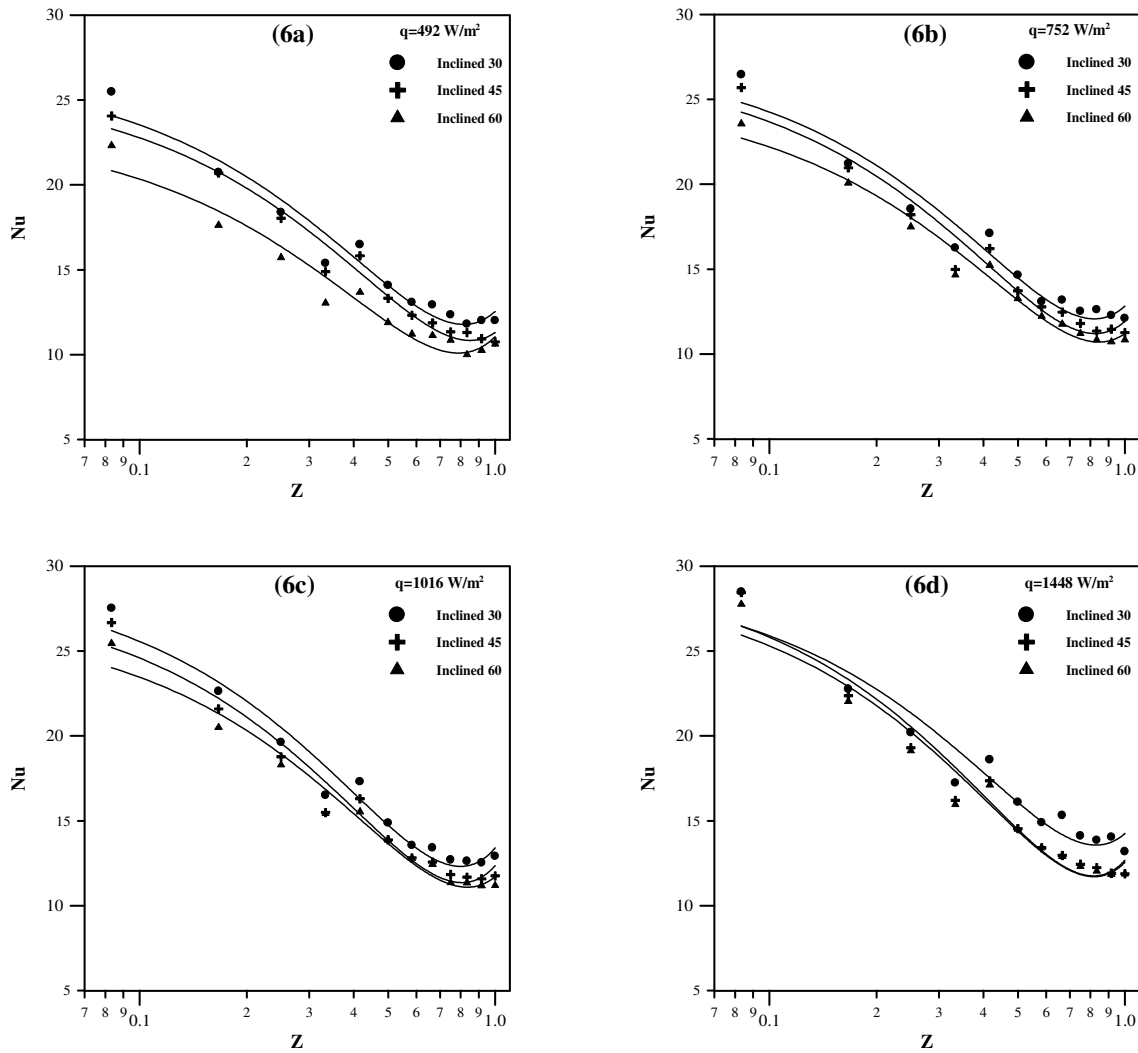 (6a)
q=492 W/m²
Inclined 30
Inclined 45
Inclined 60
30
25
20
15
10
5
Nu
7 8 9 0.1 2 3 4 5 6 7 8 9 1.0
Z
(6b)
q=752 W/m²
Inclined 30
Inclined 45
Inclined 60
30
25
20
15
10
5
Nu
7 8 9 0.1 2 3 4 5 6 7 8 9 1.0
Z
(6c)
q=1016 W/m²
Inclined 30
Inclined 45
Inclined 60
30
25
20
15
10
5
Nu
7 8 9 0.1 2 3 4 5 6 7 8 9 1.0
Z
(6d)
q=1448 W/m²
Inclined 30
Inclined 45
Inclined 60
30
25
20
15
10
5
Nu
7 8 9 0.1 2 3 4 5 6 7 8 9 1.0
Z